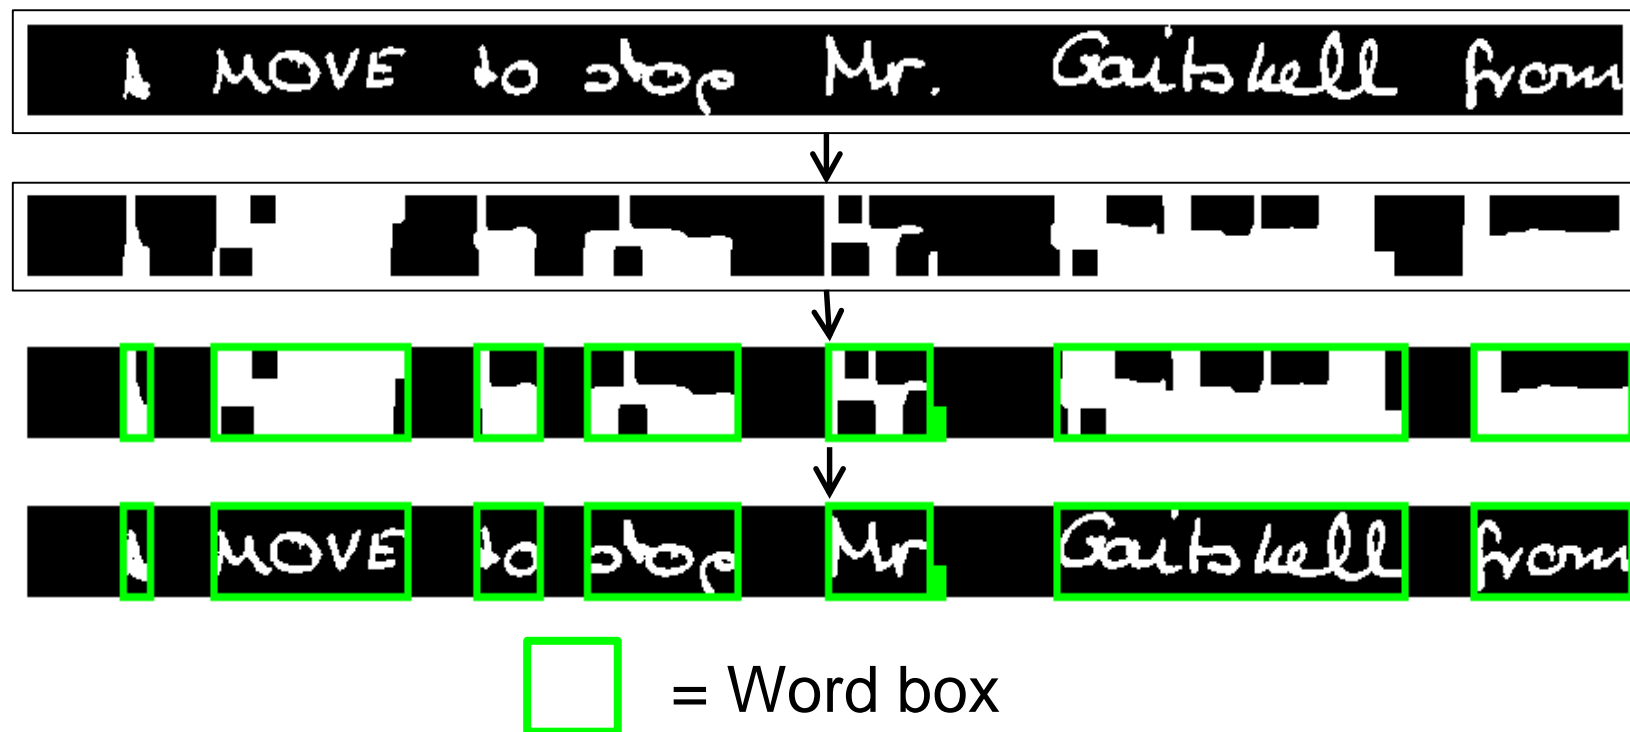 A MOVE to stop Mr. Gaitskell from
A MOVE to stop Mr Gaitskell from
= Word box